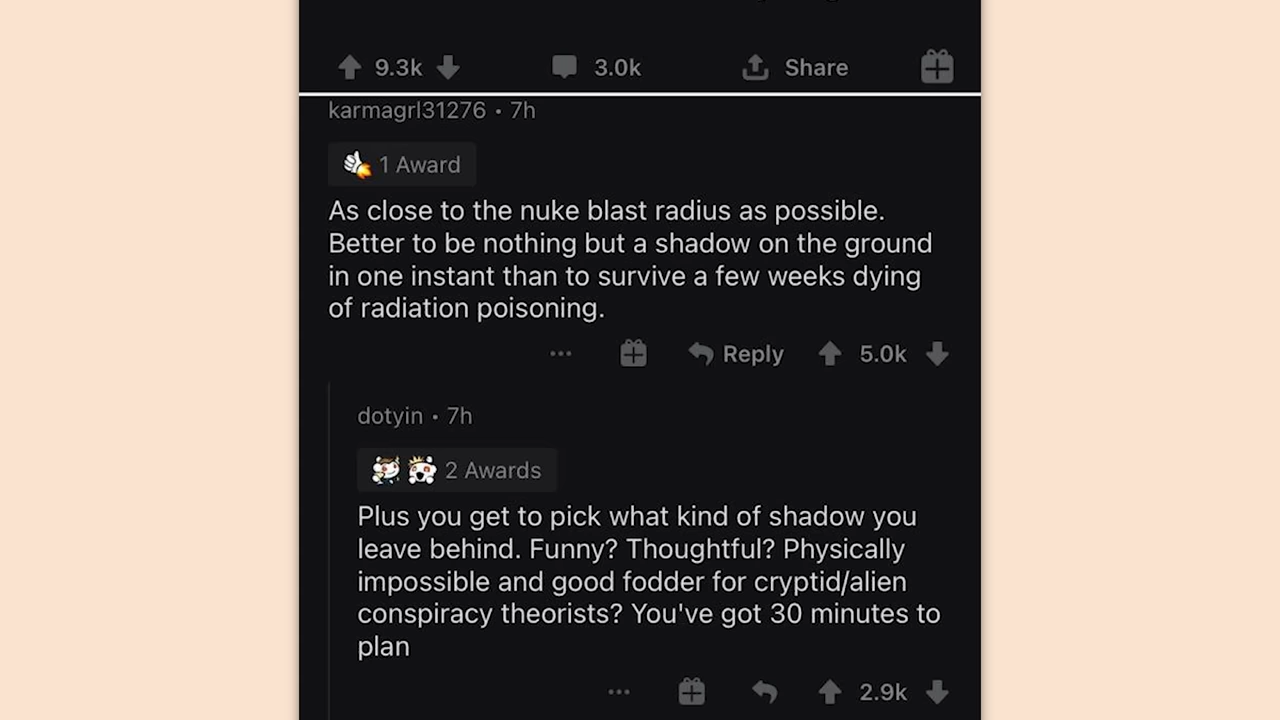 9.3k 3.0k Share
karmagrl31276 • 7h
1 Award
As close to the nuke blast radius as possible.
Better to be nothing but a shadow on the ground
in one instant than to survive a few weeks dying
of radiation poisoning.
... Reply 5.0k
dotyin • 7h
2 Awards
Plus you get to pick what kind of shadow you
leave behind. Funny? Thoughtful? Physically
impossible and good fodder for cryptid/alien
conspiracy theorists? You've got 30 minutes to
plan
... 2.9k